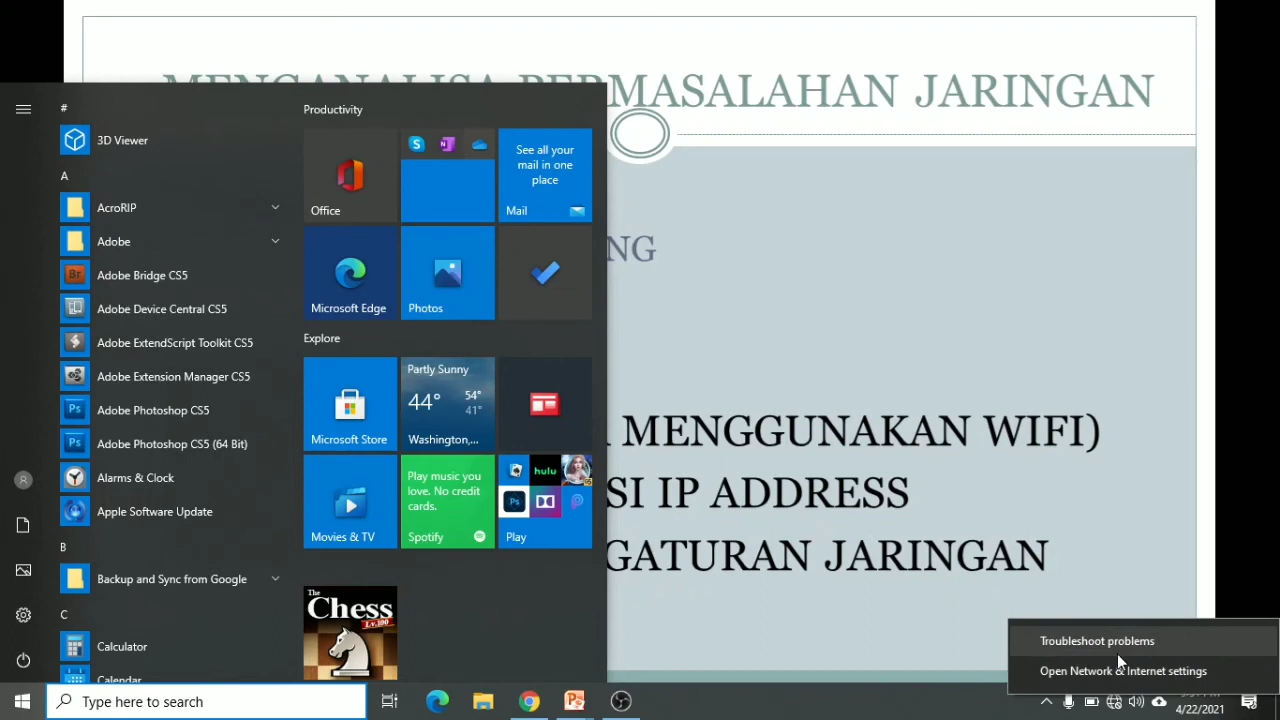 MENGANALISA PERMASALAHAN JARINGAN
NG
MENGGUNAKAN WIFI)
SI IP ADDRESS
GATURAN JARINGAN
#
3D Viewer
A
AcroRIP
Adobe
Adobe Bridge CS5
Adobe Device Central CS5
Adobe ExtendScript Toolkit CS5
Adobe Extension Manager CS5
Adobe Photoshop CS5
Adobe Photoshop CS5 (64 Bit)
Alarms & Clock
Apple Software Update
B
Backup and Sync from Google
C
Calculator
Calendar
Productivity
Office
See all your
mail in one
place
Mail
Microsoft Edge
Photos
Explore
Microsoft Store
Partly Sunny
44°
54°
41°
Washington,...
Movies & TV
Play music you
love. No credit
cards.
Spotify
hulu
Play
The
Chess
Lv.100
Troubleshoot problems
Open Network & Internet settings
Type here to search
4/22/2021